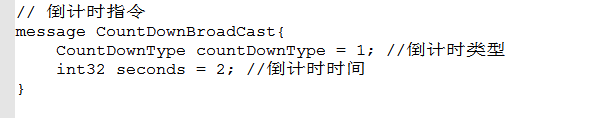 // 倒计时指令
message CountDownBroadCast{
    CountDownType countDownType = 1; //倒计时类型
    int32 seconds = 2; //倒计时时间
}